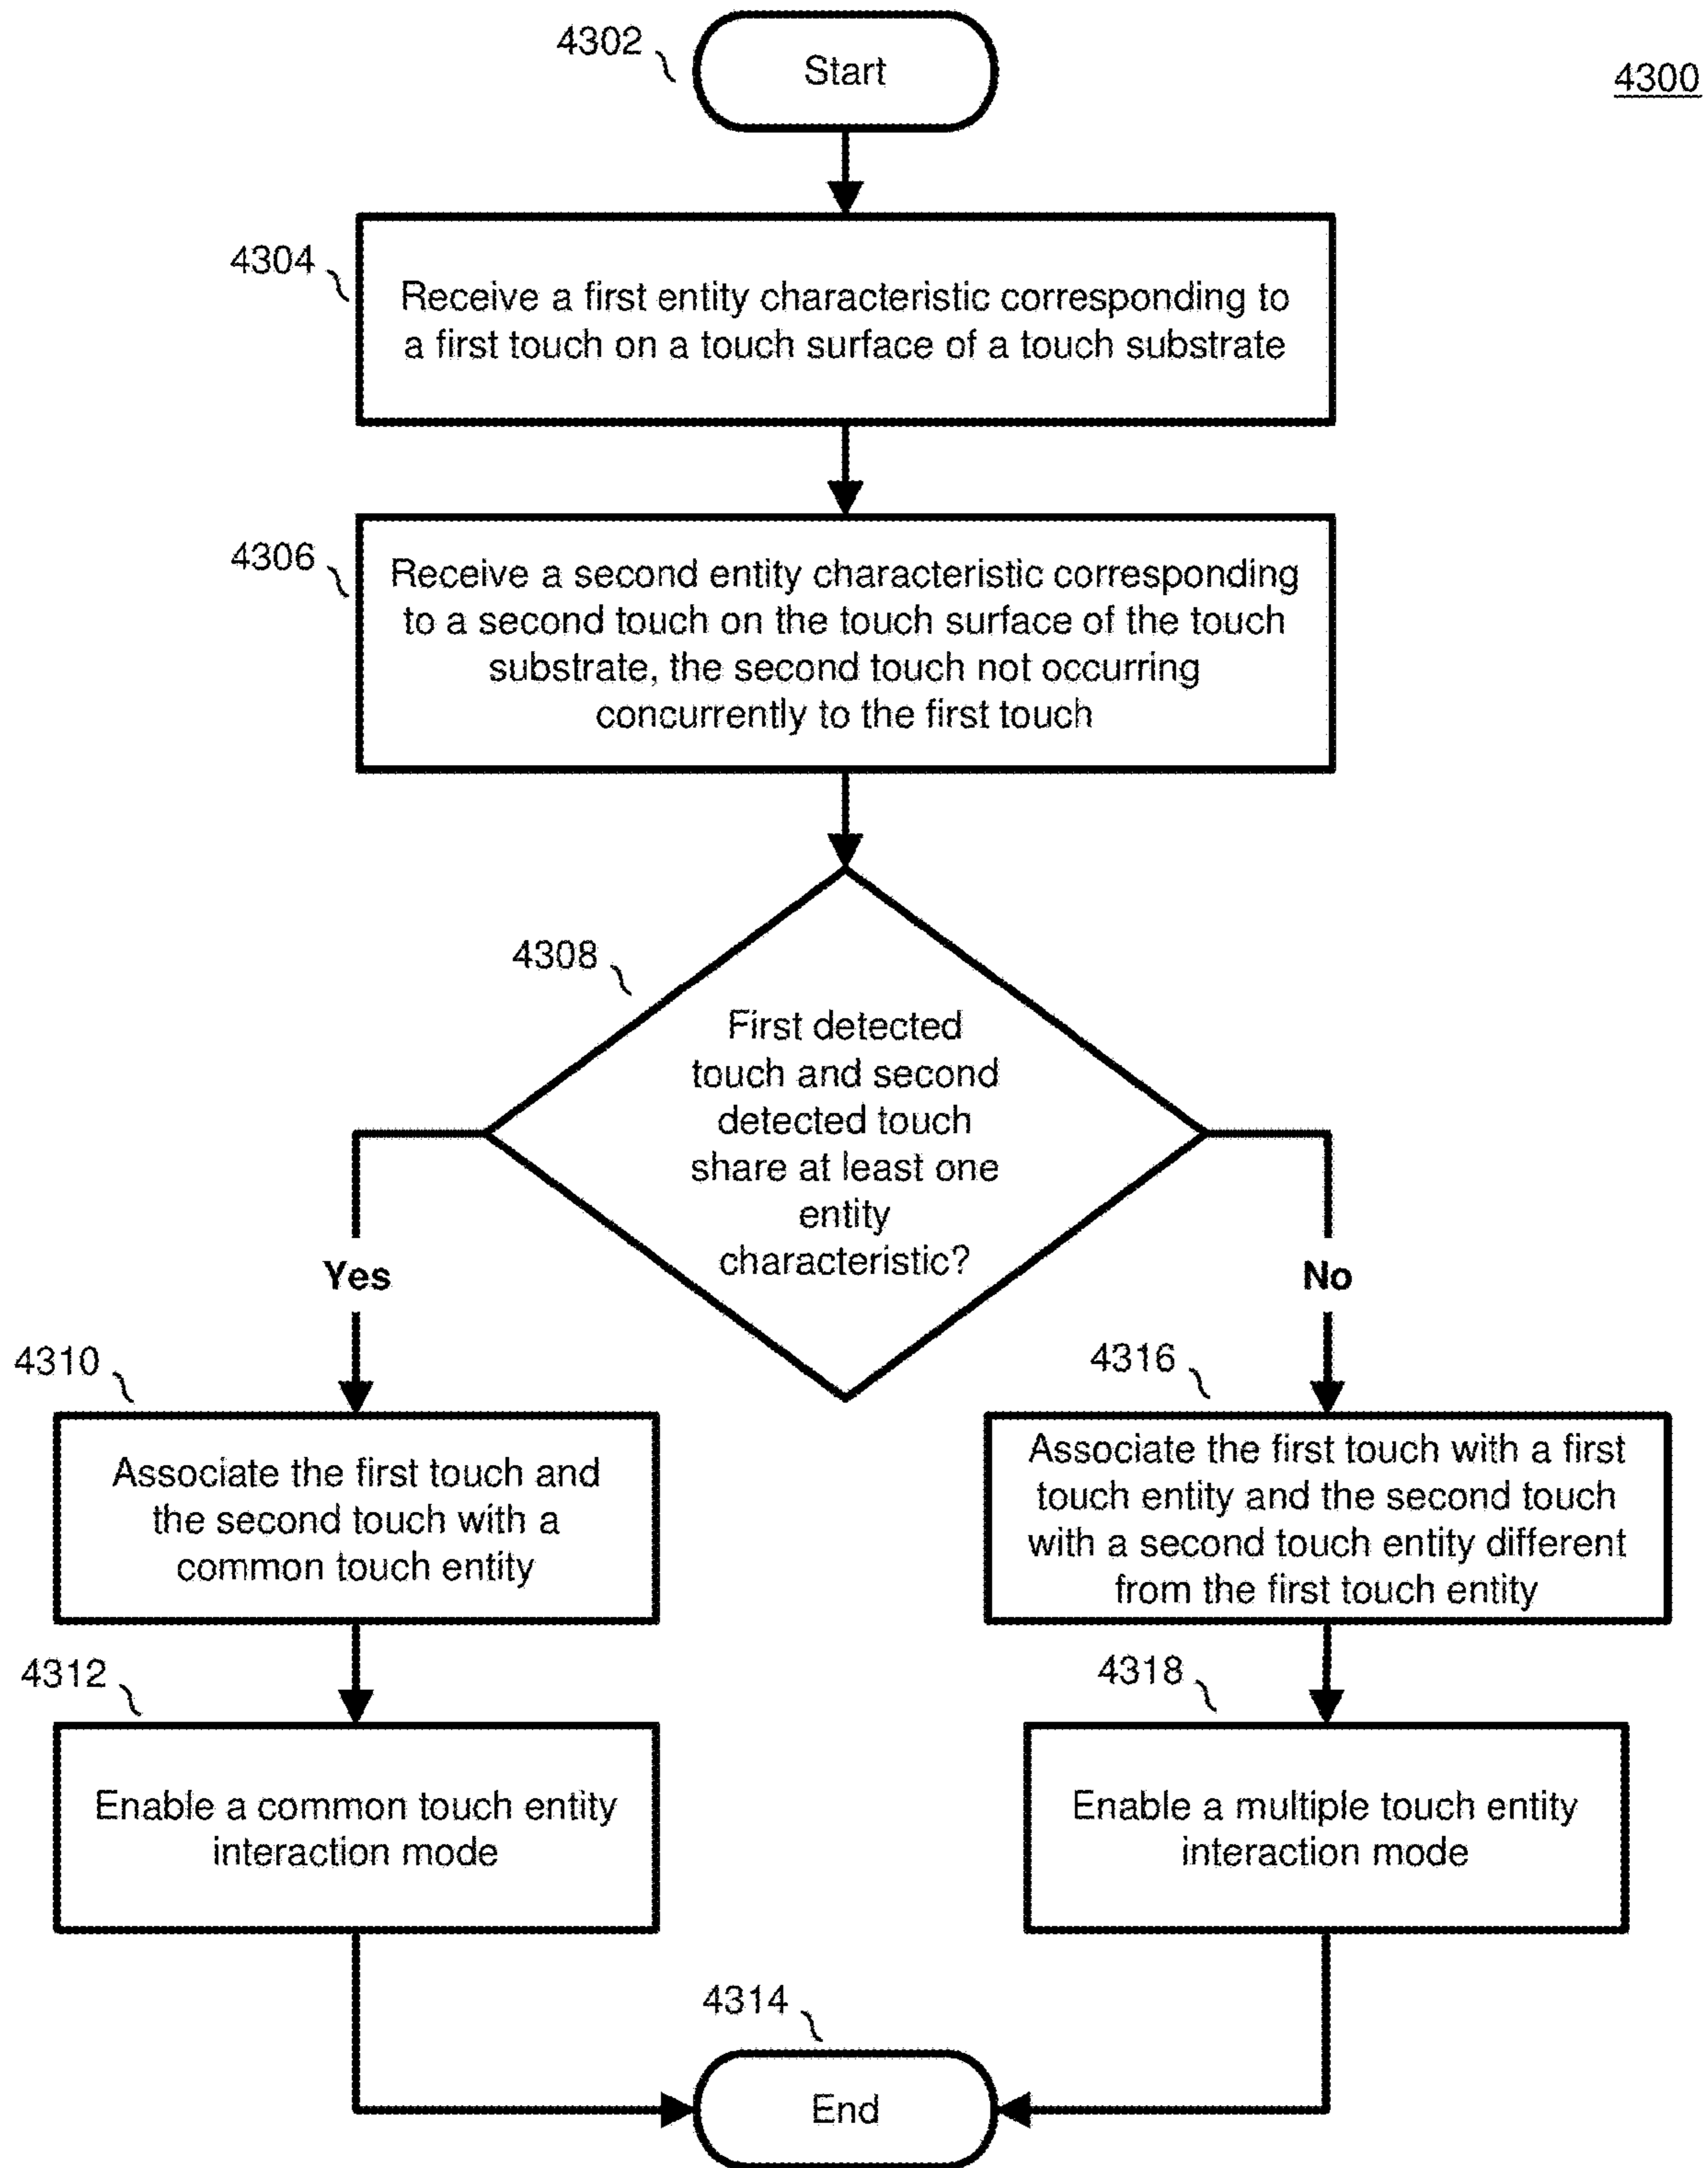 4302
Start
4300
4304
Receive a first entity characteristic corresponding to
a first touch on a touch surface of a touch substrate
4306
Receive a second entity characteristic corresponding
to a second touch on the touch surface of the touch
substrate, the second touch not occurring
concurrently to the first touch
4308
First detected
touch and second
detected touch
share at least one
entity
characteristic?
Yes
No
4310
Associate the first touch and
the second touch with a
common touch entity
4316
Associate the first touch with a first
touch entity and the second touch
with a second touch entity different
from the first touch entity
4312
Enable a common touch entity
interaction mode
4318
Enable a multiple touch entity
interaction mode
4314
End